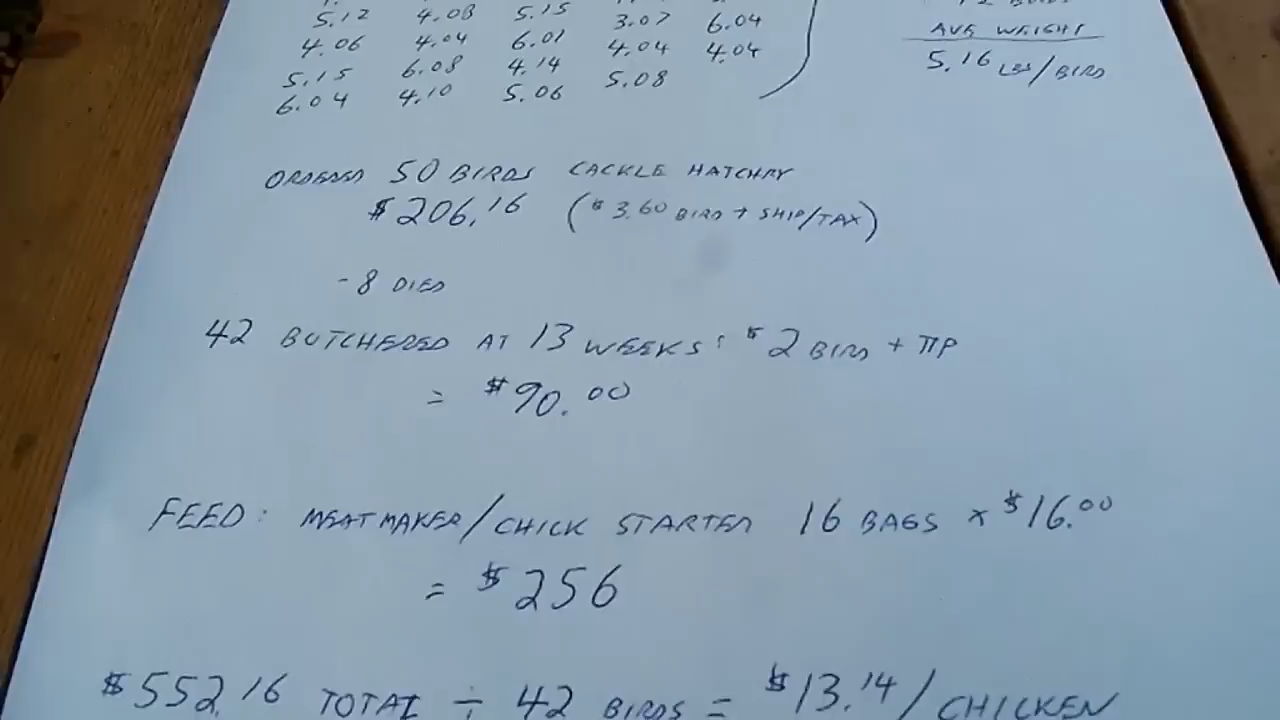 5.12 4.08 5.15 3.07 6.04
4.06 4.04 6.01 4.04 4.04
5.15 6.08 4.14 5.08
6.04 4.10 5.06
AVG WEIGHT
5.16 LBS/BIRD
ORDERED 50 BIRDS CACKLE HATCHRY
$206.16 ($3.60 BIRD + SHIP/TAX)
-8 DIED
42 BUTCHERED AT 13 WEEKS: $2 BIRD + TIP
= $90.00
FEED: MEATMAKER/CHICK STARTER 16 BAGS x $16.00
= $256
$552.16 TOTAL ÷ 42 BIRDS = $13.14/CHICKEN